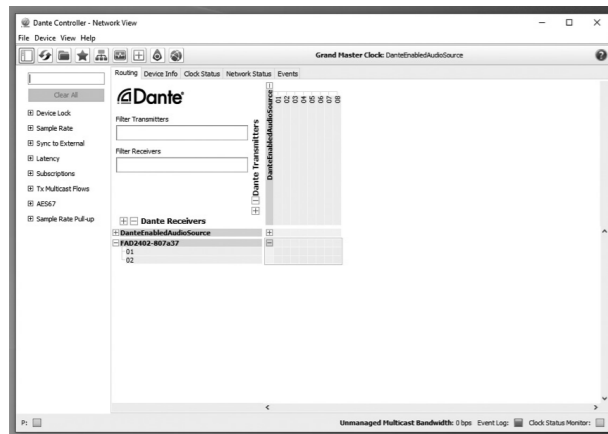 Dante Controller - Network View
File Device View Help
Grand Master Clock: DanteEnabledAudioSource
Routing Device Info Clock Status Network Status Events
Clear All
Device Lock
Sample Rate
Sync to External
Latency
Subscriptions
Tx Multicast Flows
AES67
Sample Rate Pull-up
Dante
Filter Transmitters
Filter Receivers
Dante Transmitters
DanteEnabledAudioSource
01
02
03
04
05
06
07
08
Dante Receivers
DanteEnabledAudioSource
FAD2402-807a37
01
02
P:
Unmanaged Multicast Bandwidth: 0 bps Event Log: Clock Status Monitor: